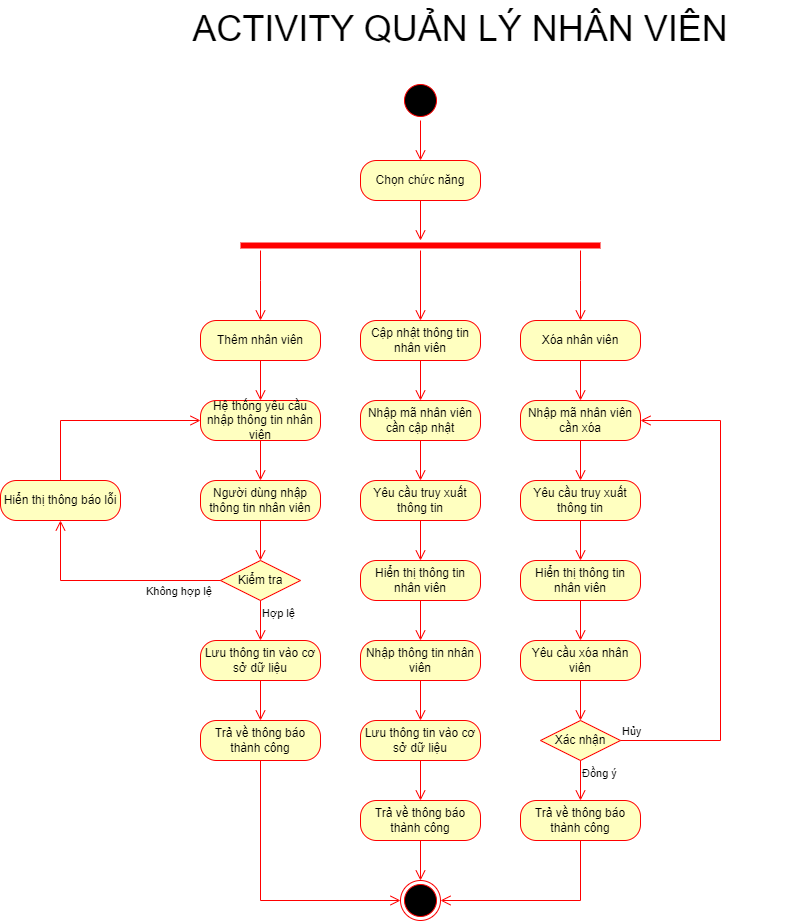 ACTIVITY QUẢN LÝ NHÂN VIÊN
Chọn chức năng
Thêm nhân viên
Hệ thống yêu cầu
nhập thông tin nhân
viên
Người dùng nhập
thông tin nhân viên
Kiểm tra
Không hợp lệ
Hiển thị thông báo lỗi
Hợp lệ
Lưu thông tin vào cơ
sở dữ liệu
Trả về thông báo
thành công
Cập nhật thông tin
nhân viên
Nhập mã nhân viên
cần cập nhật
Yêu cầu truy xuất
thông tin
Hiển thị thông tin
nhân viên
Nhập thông tin nhân
viên
Lưu thông tin vào cơ
sở dữ liệu
Trả về thông báo
thành công
Xóa nhân viên
Nhập mã nhân viên
cần xóa
Yêu cầu truy xuất
thông tin
Hiển thị thông tin
nhân viên
Yêu cầu xóa nhân
viên
Xác nhận
Hủy
Đồng ý
Trả về thông báo
thành công